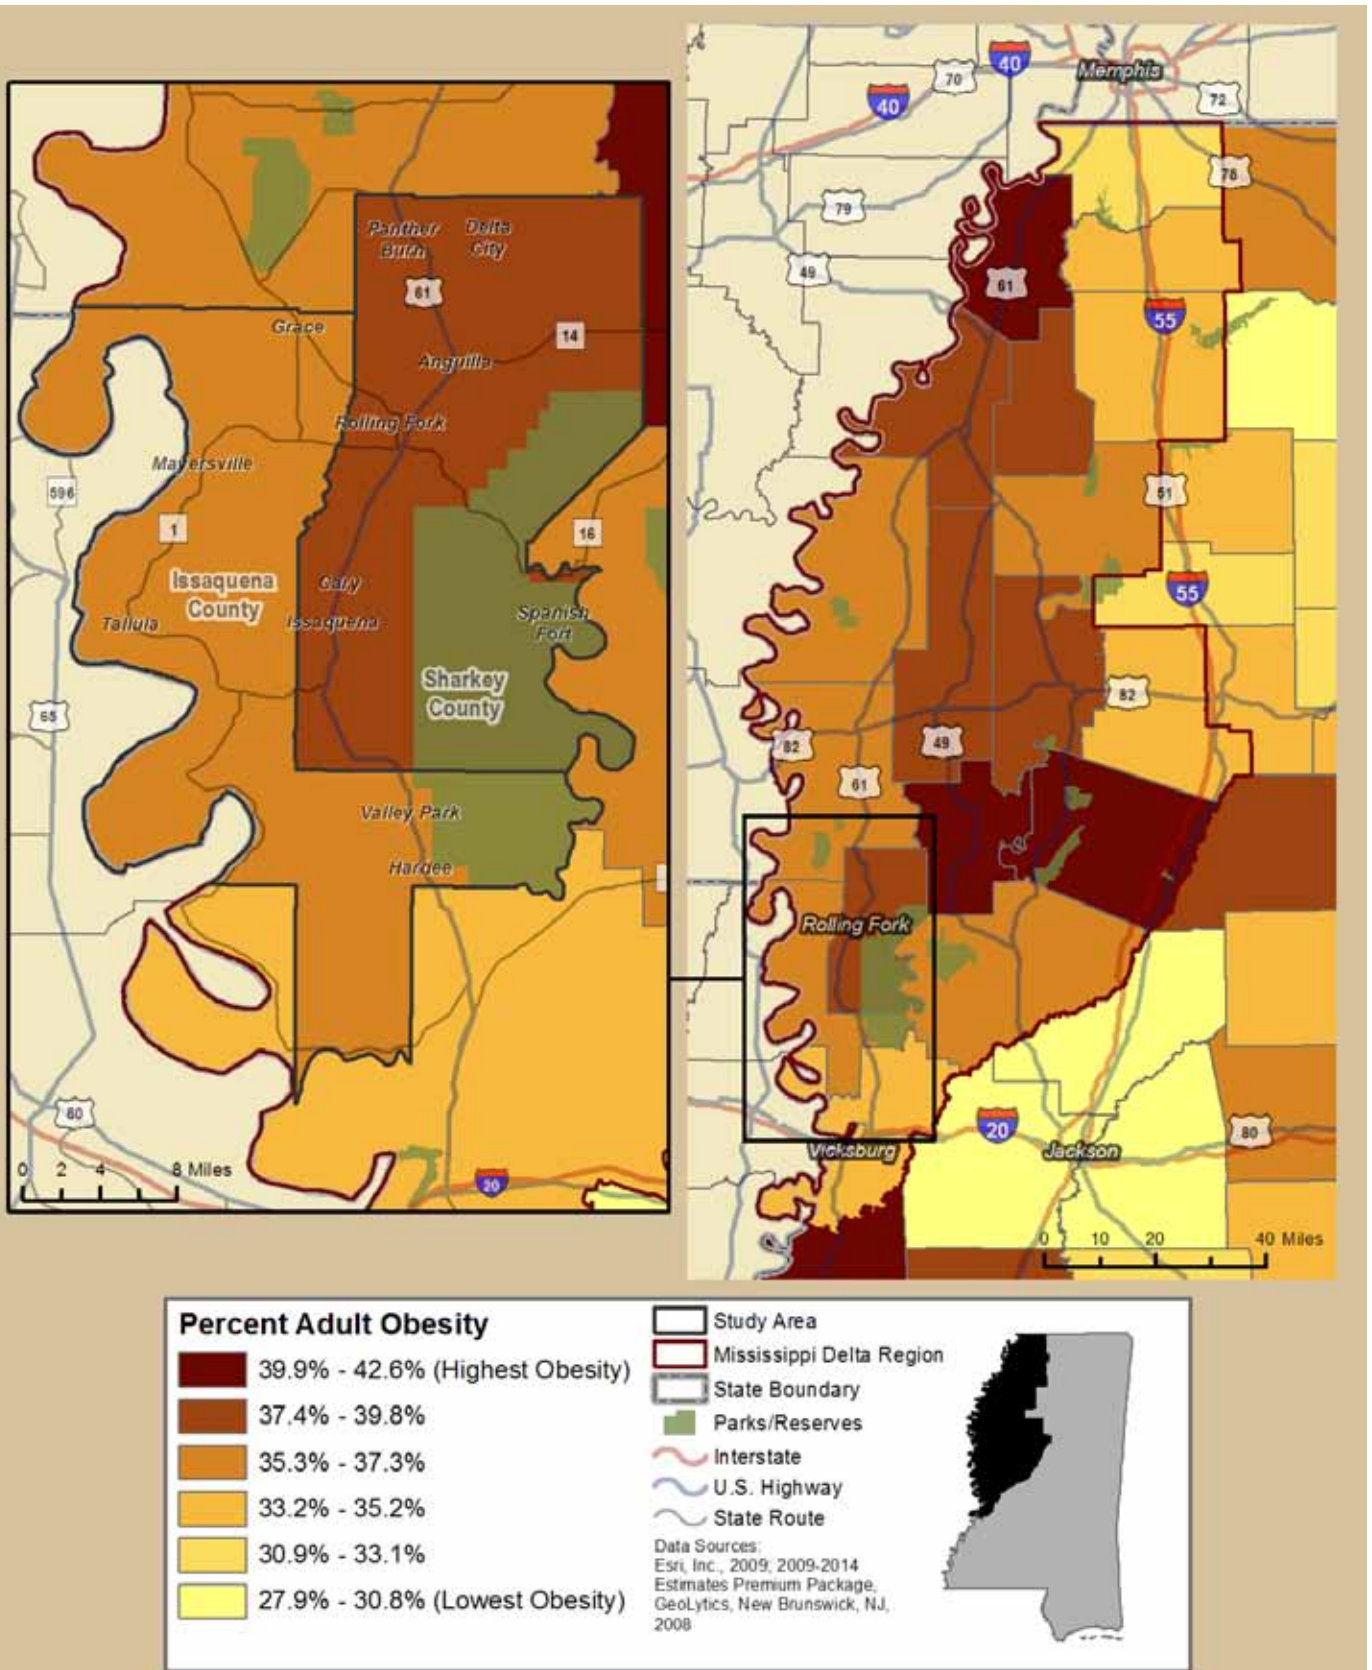 Panther
Burn
Delta
City
61
Grace
14
Anguilla
Rolling Fork
Mayersville
596
1
16
Issaquena
County
Cary
Issaquena
Tallula
Spanish
Fort
Sharkey
County
65
Valley Park
Hardee
60
0 2 4 8 Miles
20
40
70
Memphis
40
72
78
79
49
61
55
51
55
82
49
82
61
Rolling Fork
20
80
Vicksburg
Jackson
0 10 20 40 Miles
Percent Adult Obesity
39.9% - 42.6% (Highest Obesity)
37.4% - 39.8%
35.3% - 37.3%
33.2% - 35.2%
30.9% - 33.1%
27.9% - 30.8% (Lowest Obesity)
Study Area
Mississippi Delta Region
State Boundary
Parks/Reserves
Interstate
U.S. Highway
State Route
Data Sources:
Esri, Inc., 2009; 2009-2014
Estimates Premium Package,
GeoLytics, New Brunswick, NJ,
2008